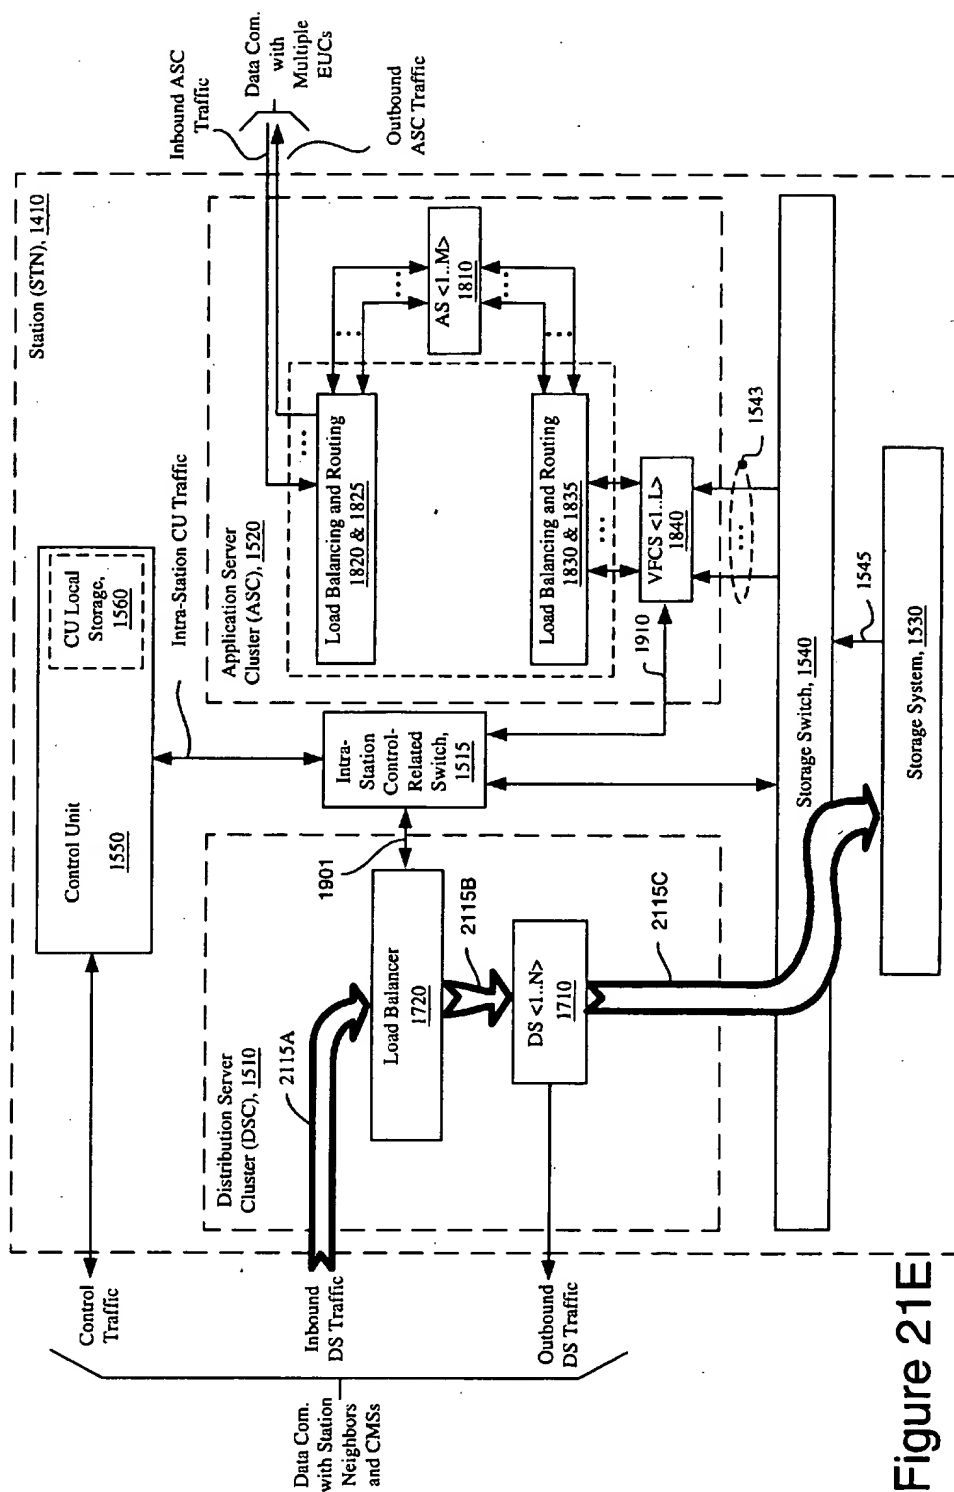 Data Com.
with Station
Neighbors
and CMSs
Control
Traffic
Inbound
DS Traffic
Outbound
DS Traffic
Station (STN), 1410
Control Unit
1550
CU Local
Storage,
1560
Intra-Station CU Traffic
Distribution Server
Cluster (DSC), 1510
2115A
Load Balancer
1720
2115B
DS <1..N>
1710
2115C
1901
Intra-
Station
Control-
Related
Switch,
1515
1910
Application Server
Cluster (ASC), 1520
Load Balancing and Routing
1820 & 1825
...
...
...
AS <1..M>
1810
...
...
Load Balancing and Routing
1830 & 1835
...
VFCS <1..L>
1840
...
1543
Inbound ASC
Traffic
Data Com.
with
Multiple
EUCs
Outbound
ASC Traffic
Storage Switch, 1540
1545
Storage System, 1530
Figure 21E